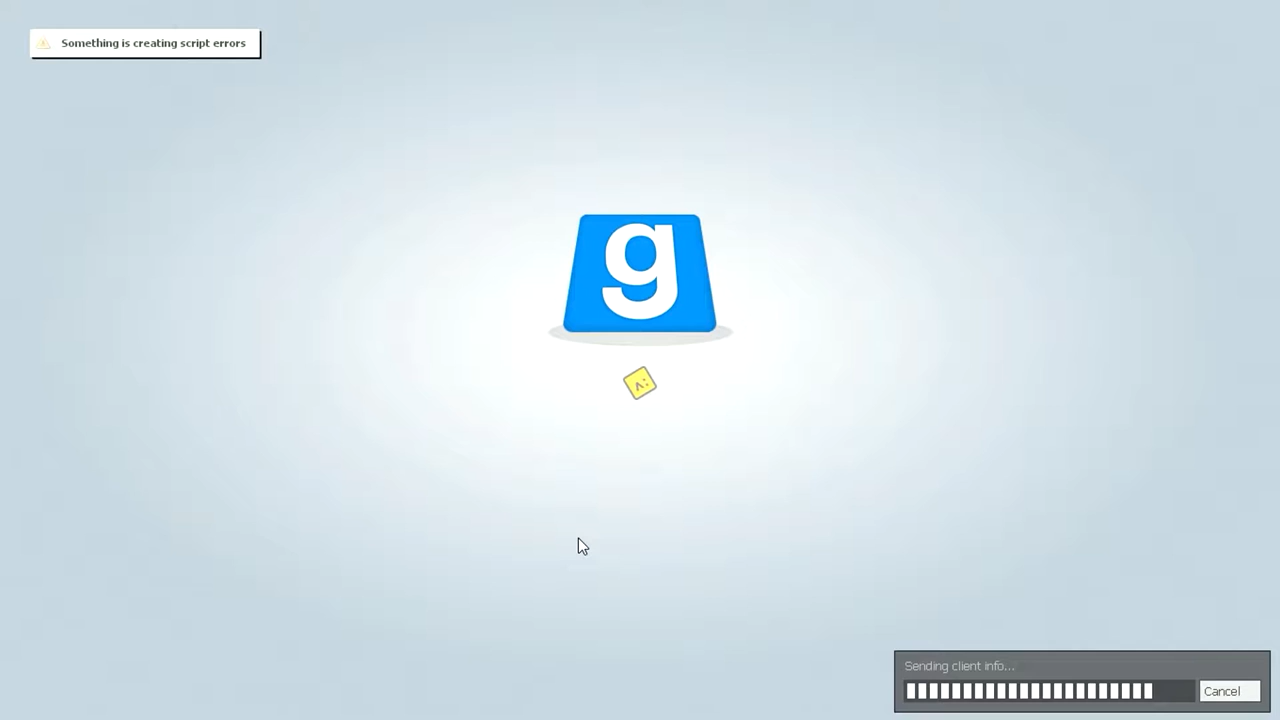 Something is creating script errors
g
Sending client info...
Cancel